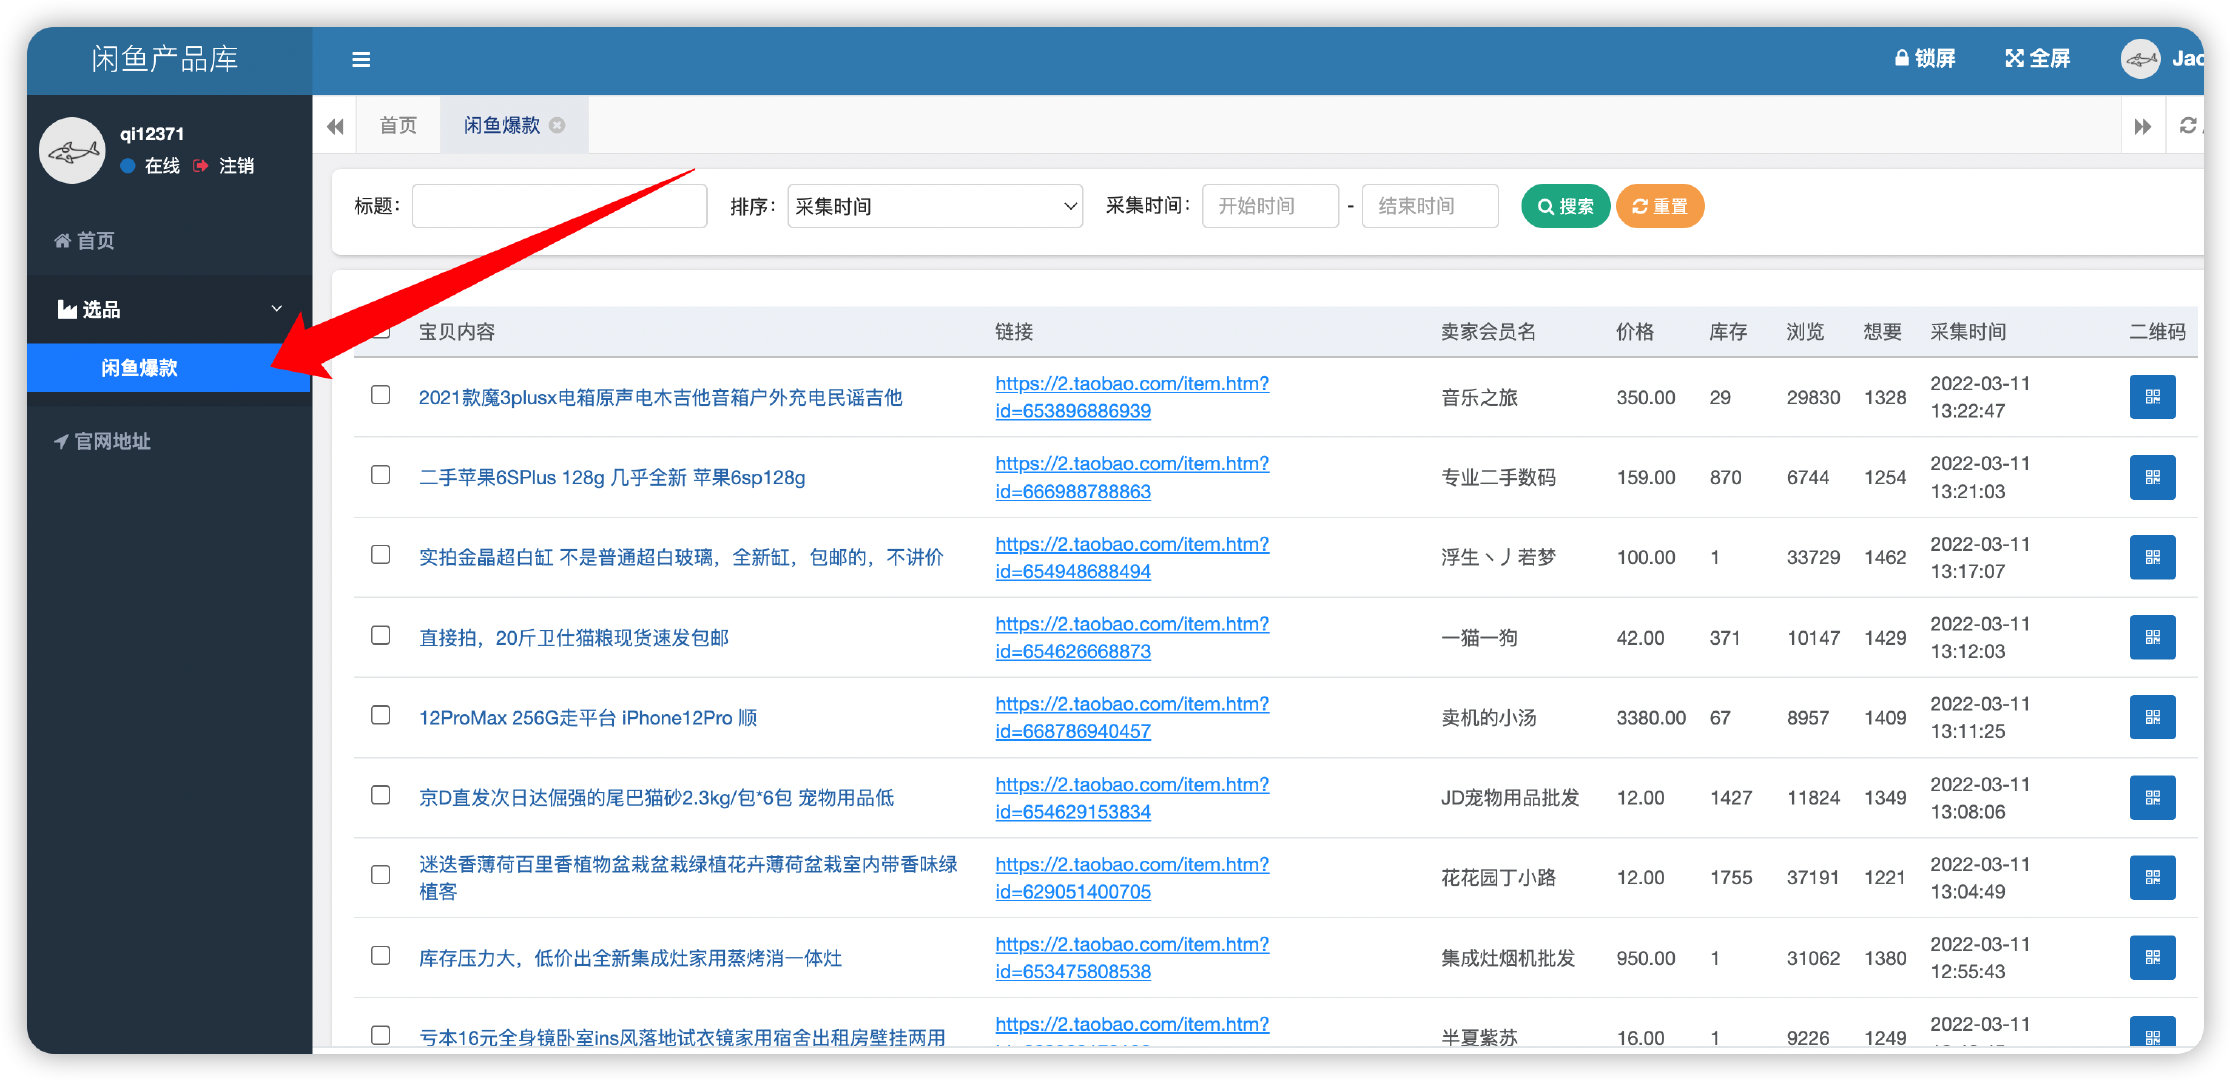 闲鱼产品库
锁屏
全屏
qi12371
在线 注销
首页
选品
闲鱼爆款
官网地址
首页
闲鱼爆款
标题：
排序： 采集时间
采集时间： 开始时间 - 结束时间
搜索
重置
宝贝内容 链接 卖家会员名 价格 库存 浏览 想要 采集时间 二维码
2021款魔3plusx电箱原声电木吉他音箱户外充电民谣吉他
https://2.taobao.com/item.htm?
id=653896886939
音乐之旅 350.00 29 29830 1328
2022-03-11
13:22:47
二手苹果6SPlus 128g 几乎全新 苹果6sp128g
https://2.taobao.com/item.htm?
id=666988788863
专业二手数码 159.00 870 6744 1254
2022-03-11
13:21:03
实拍金晶超白缸 不是普通超白玻璃，全新缸，包邮的，不讲价
https://2.taobao.com/item.htm?
id=654948688494
浮生丶丿若梦 100.00 1 33729 1462
2022-03-11
13:17:07
直接拍，20斤卫仕猫粮现货速发包邮
https://2.taobao.com/item.htm?
id=654626668873
一猫一狗 42.00 371 10147 1429
2022-03-11
13:12:03
12ProMax 256G走平台 iPhone12Pro 顺
https://2.taobao.com/item.htm?
id=668786940457
卖机的小汤 3380.00 67 8957 1409
2022-03-11
13:11:25
京D直发次日达倔强的尾巴猫砂2.3kg/包*6包 宠物用品低
https://2.taobao.com/item.htm?
id=654629153834
JD宠物用品批发 12.00 1427 11824 1349
2022-03-11
13:08:06
迷迭香薄荷百里香植物盆栽盆栽绿植花卉薄荷盆栽室内带香味绿
植客
https://2.taobao.com/item.htm?
id=629051400705
花花园丁小路 12.00 1755 37191 1221
2022-03-11
13:04:49
库存压力大，低价出全新集成灶家用蒸烤消一体灶
https://2.taobao.com/item.htm?
id=653475808538
集成灶烟机批发 950.00 1 31062 1380
2022-03-11
12:55:43
亏本16元全身镜卧室ins风落地试衣镜家用宿舍出租房壁挂两用
https://2.taobao.com/item.htm?
半夏紫苏 16.00 1 9226 1249
2022-03-11